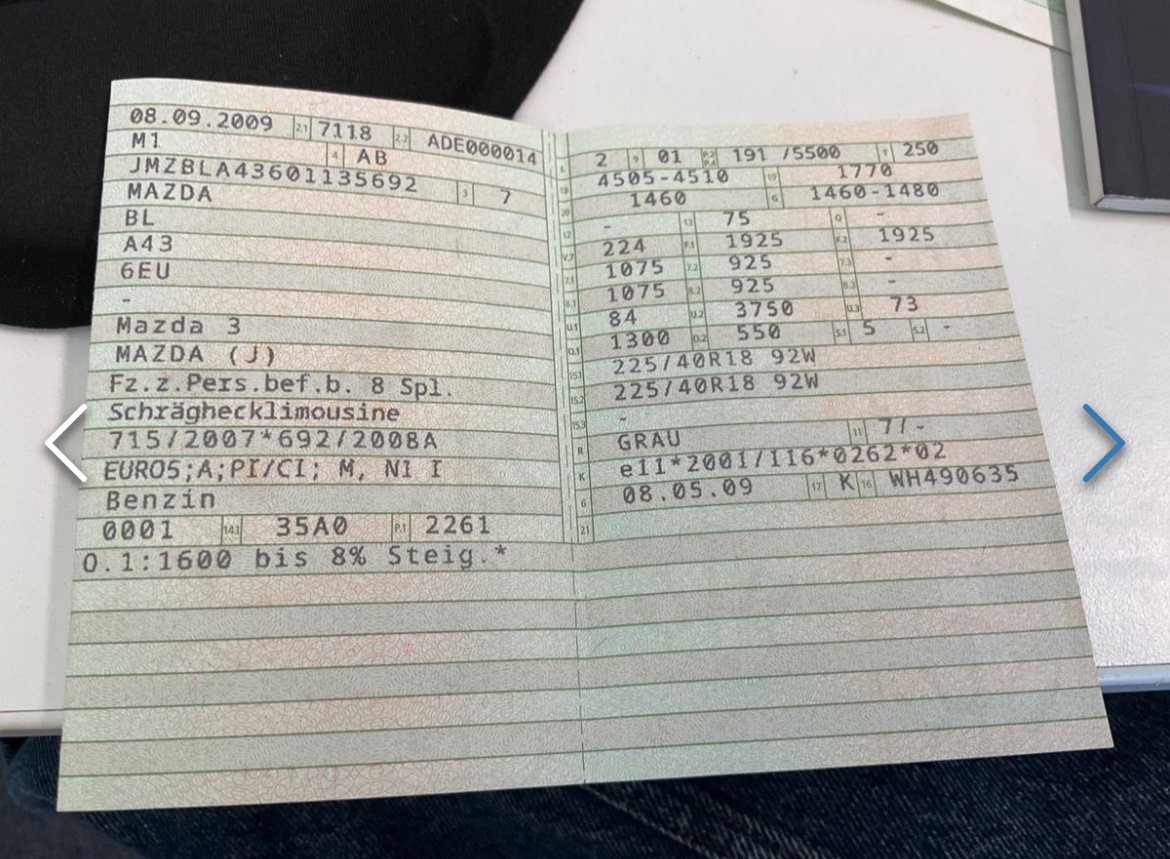 08.09.2009 2.1 7118 2.2 ADE000014
M1 4 AB
JMZBLA43601135692 3 7
MAZDA
BL
A43
6EU
-
Mazda 3
MAZDA (J)
Fz.z.Pers.bef.b. 8 Spl.
Schräghecklimousine
715/2007*692/2008A
EURO5;A;PI/CI; M, N1 I
Benzin
0001 14.1 35A0 P.1 2261
O.1:1600 bis 8% Steig.*
L 2 9 01 P.2 P.4 191 /5500 T 250
18 4505-4510 19 1770
20 1460 G 1460-1480
12 - 13 75 Q -
V.7 224 F.1 1925 F.2 1925
7.1 1075 7.2 925 7.3 -
8.1 1075 8.2 925 8.3 -
U.1 84 U.2 3750 U.3 73
O.1 1300 O.2 550 S.1 5 S.2 -
15.1 225/40R18 92W
15.2 225/40R18 92W
15.3 -
R GRAU 11 7/-
K e11*2001/116*0262*02
6 08.05.09 17 K 16 WH490635
21